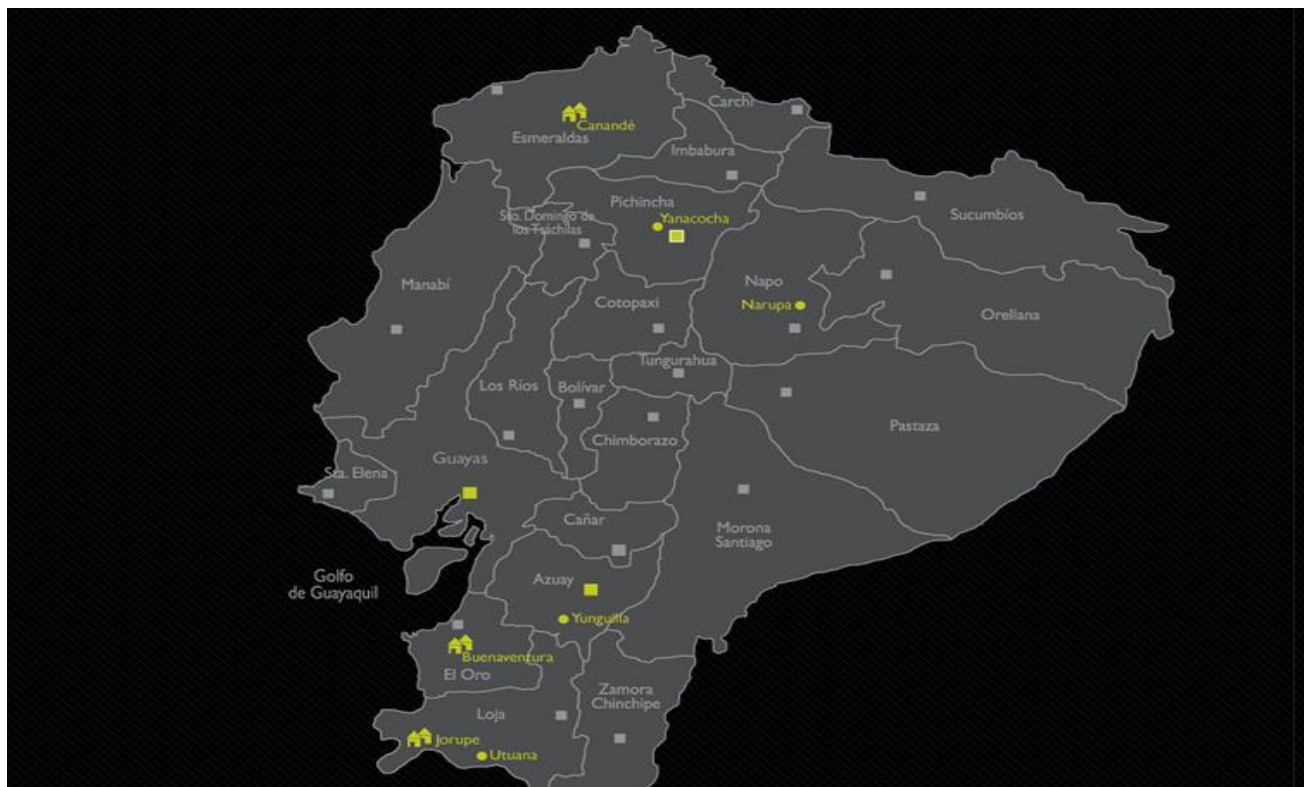 Carchi
Canandé
Esmeraldas
Imbabura
Pichincha
Sucumbíos
Sto. Domingo de
los Tsáchilas
Yanacocha
Manabí
Napo
Cotopaxi
Narupa
Orellana
Tungurahua
Los Ríos
Bolívar
Pastaza
Chimborazo
Guayas
Sta. Elena
Cañar
Morona
Santiago
Golfo
de Guayaquil
Azuay
Yunguilla
Buenaventura
El Oro
Zamora
Chinchipe
Loja
Jorupe
Utuana